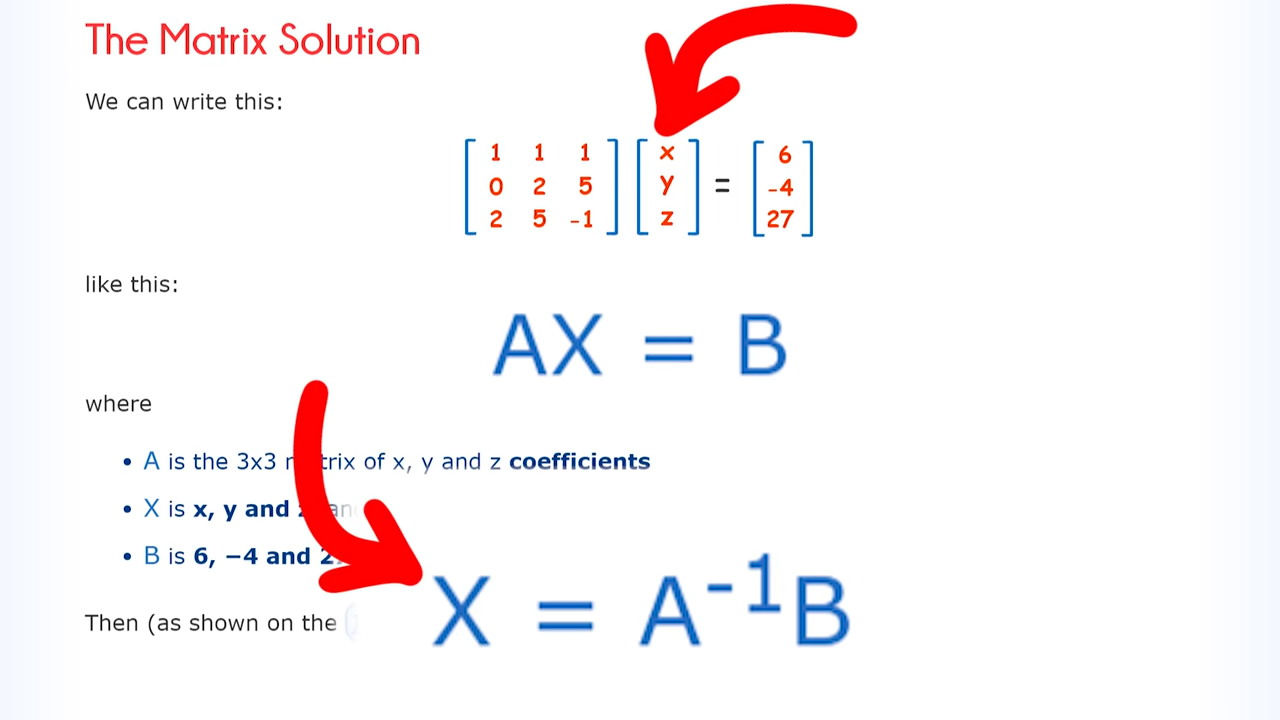 The Matrix Solution
We can write this:
1 1 1 x 6
0 2 5 y = -4
2 5 -1 z 27
like this:
AX = B
where
• A is the 3x3 of x, y and z coefficients
• X is x, y and
• B is 6, −4 and
Then (as shown on the
X = A⁻¹B